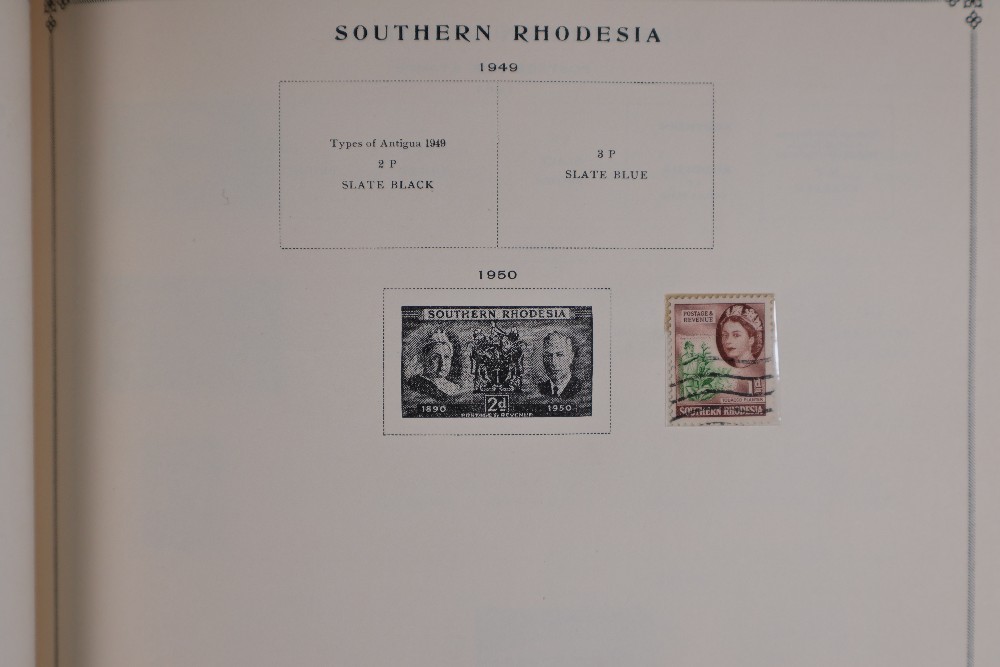 SOUTHERN RHODESIA
1949
Types of Antigua 1949
2 P
SLATE BLACK
3 P
SLATE BLUE
1950
SOUTHERN RHODESIA
1890
2d
1950
POSTAGE & REVENUE
POSTAGE &
REVENUE
SOUTHERN RHODESIA